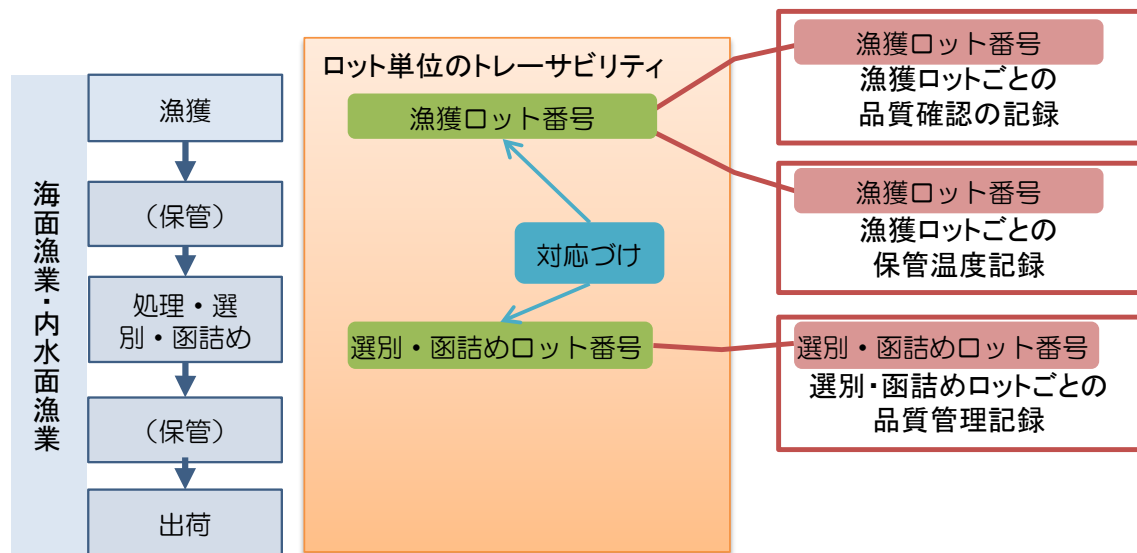 海面漁業・内水面漁業
漁獲
（保管）
処理・選
別・函詰め
（保管）
出荷
ロット単位のトレーサビリティ
漁獲ロット番号
対応づけ
選別・函詰めロット番号
漁獲ロット番号
漁獲ロットごとの
品質確認の記録
漁獲ロット番号
漁獲ロットごとの
保管温度記録
選別・函詰めロット番号
選別・函詰めロットごとの
品質管理記録